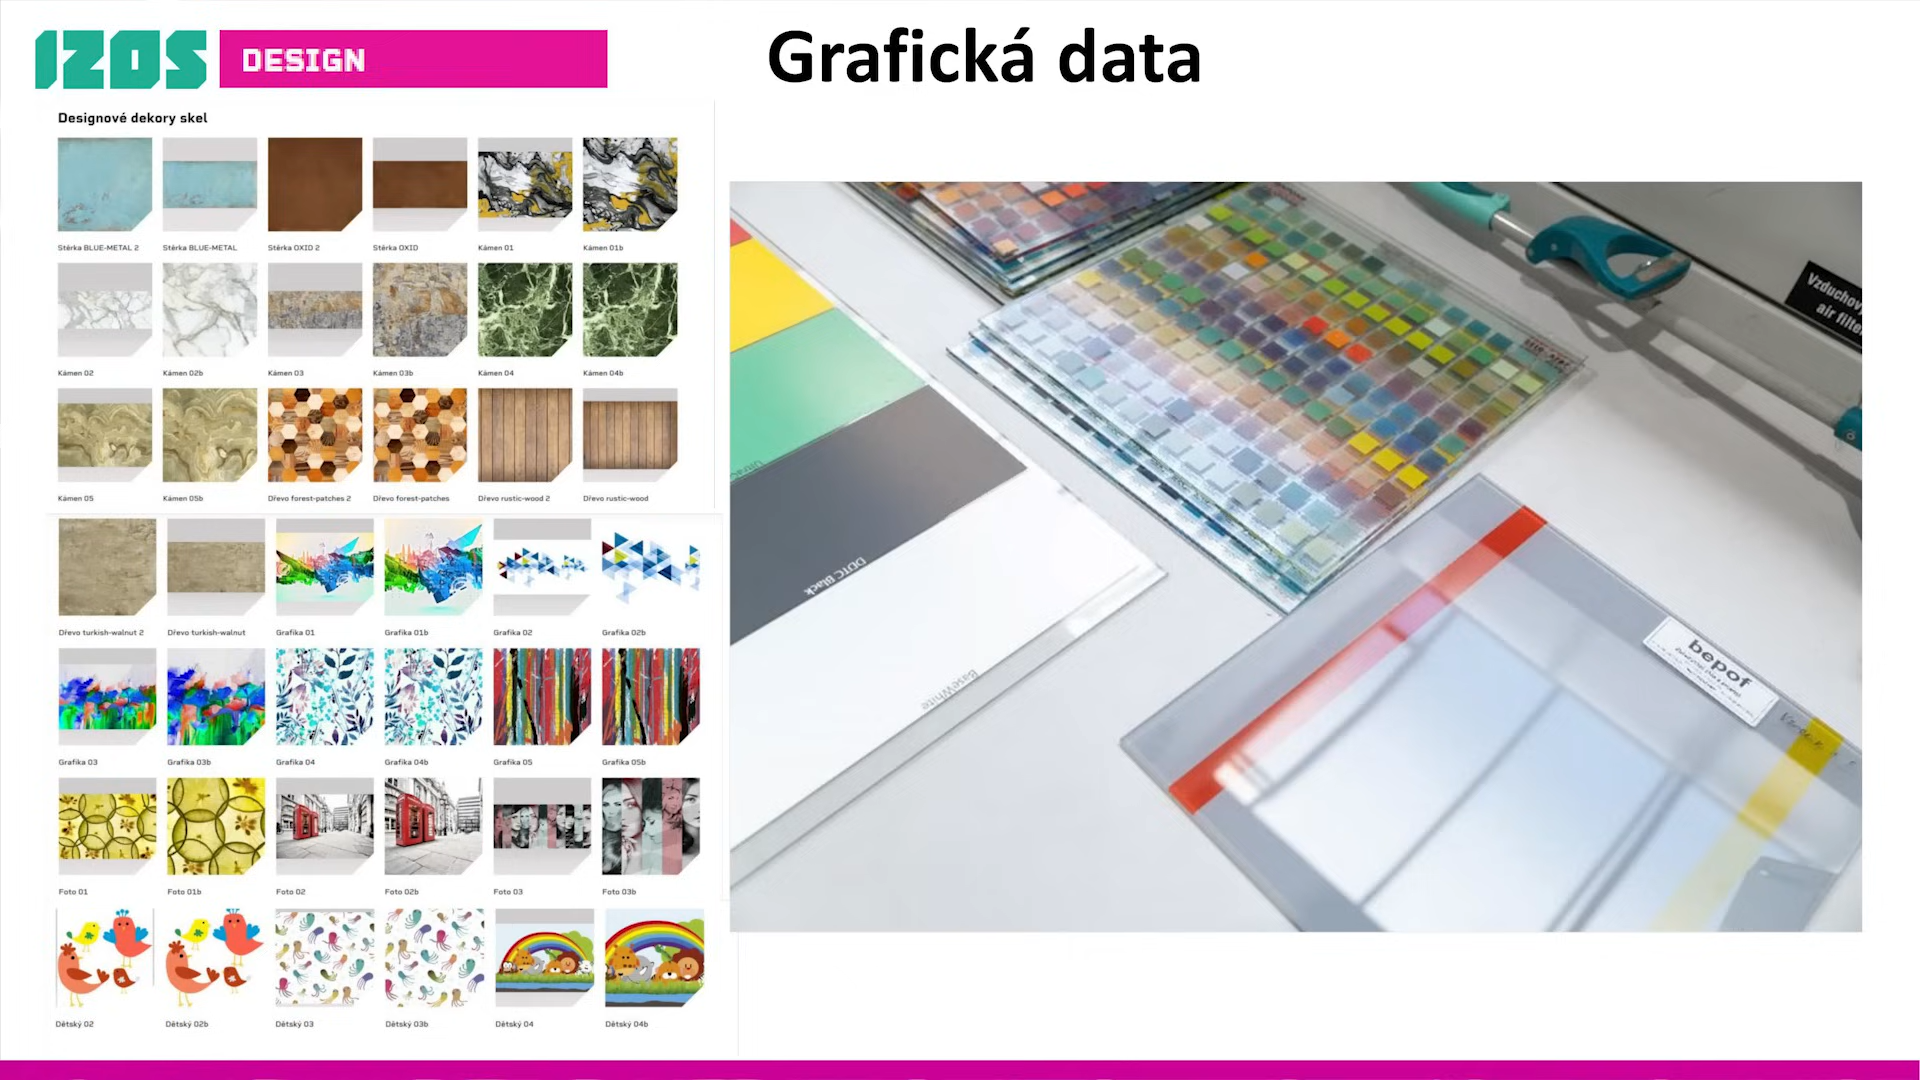 IZOS DESIGN
Grafická data
Designové dekory skel
Stěrka BLUE-METAL 2
Stěrka BLUE-METAL
Stěrka OXID 2
Stěrka OXID
Kámen 01
Kámen 01b
Kámen 02
Kámen 02b
Kámen 03
Kámen 03b
Kámen 04
Kámen 04b
Kámen 05
Kámen 05b
Dřevo forest-patches 2
Dřevo forest-patches
Dřevo rustic-wood 2
Dřevo rustic-wood
Dřevo turkish-walnut 2
Dřevo turkish-walnut
Grafika 01
Grafika 01b
Grafika 02
Grafika 02b
Grafika 03
Grafika 03b
Grafika 04
Grafika 04b
Grafika 05
Grafika 05b
Foto 01
Foto 01b
Foto 02
Foto 02b
Foto 03
Foto 03b
Dětský 02
Dětský 02b
Dětský 03
Dětský 03b
Dětský 04
Dětský 04b
Vzduchov
air filte
DDTC Black
BaseWhite
bepof